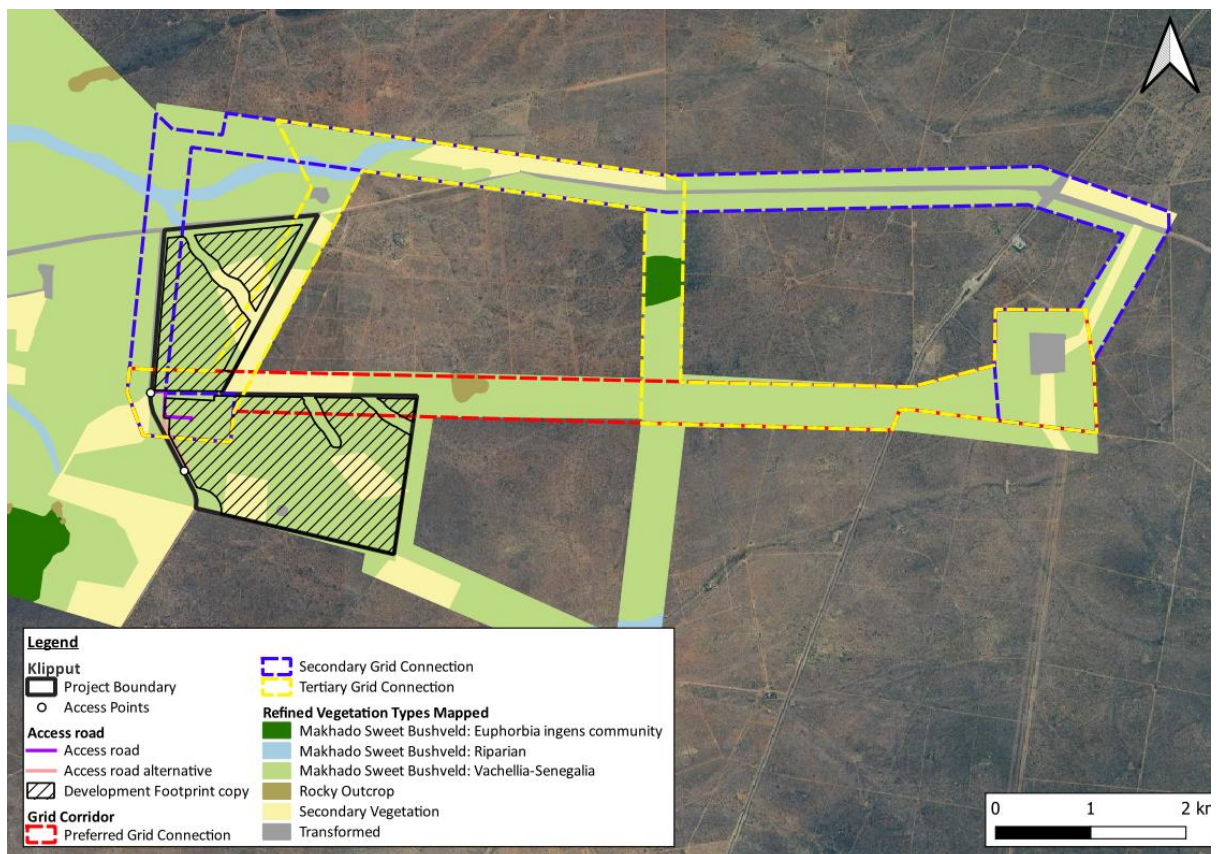 Legend
Klipput
Project Boundary
Access Points
Access road
Access road
Access road alternative
Development Footprint copy
Grid Corridor
Preferred Grid Connection
Secondary Grid Connection
Tertiary Grid Connection
Refined Vegetation Types Mapped
Makhado Sweet Bushveld: Euphorbia ingens community
Makhado Sweet Bushveld: Riparian
Makhado Sweet Bushveld: Vachellia-Senegalia
Rocky Outcrop
Secondary Vegetation
Transformed
0 1 2 km